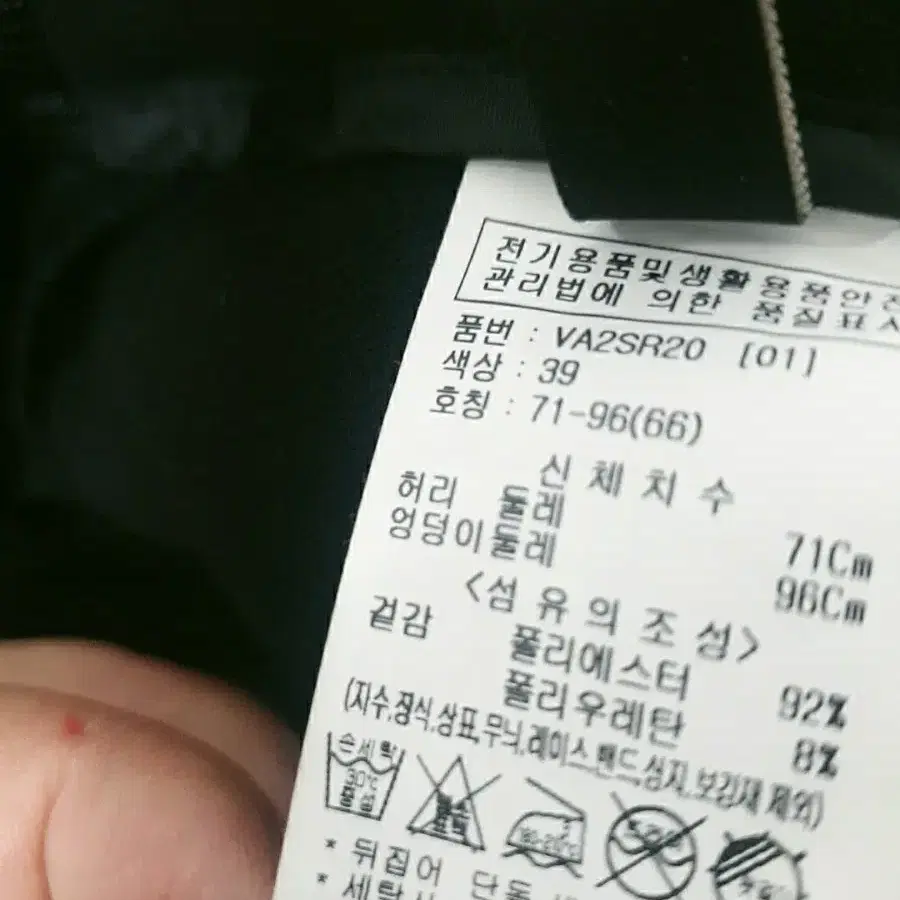 전기용품및생활용품안전
관리법에 의한 품질표시
품번 : VA2SR20 [01]
색상 : 39
호칭 : 71-96(66)
신체치수
허리 둘레 71Cm
엉덩이둘레 96Cm
<섬유의조성>
겉감 폴리에스터 92%
폴리우레탄 8%
(자수,장식,상표,무늬,레이스,밴드,심지,보강재 제외)
손세탁
30℃
중성
* 뒤집어 단독
* 세탁시